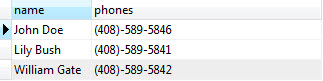 name phones
John Doe (408)-589-5846
Lily Bush (408)-589-5841
William Gate (408)-589-5842